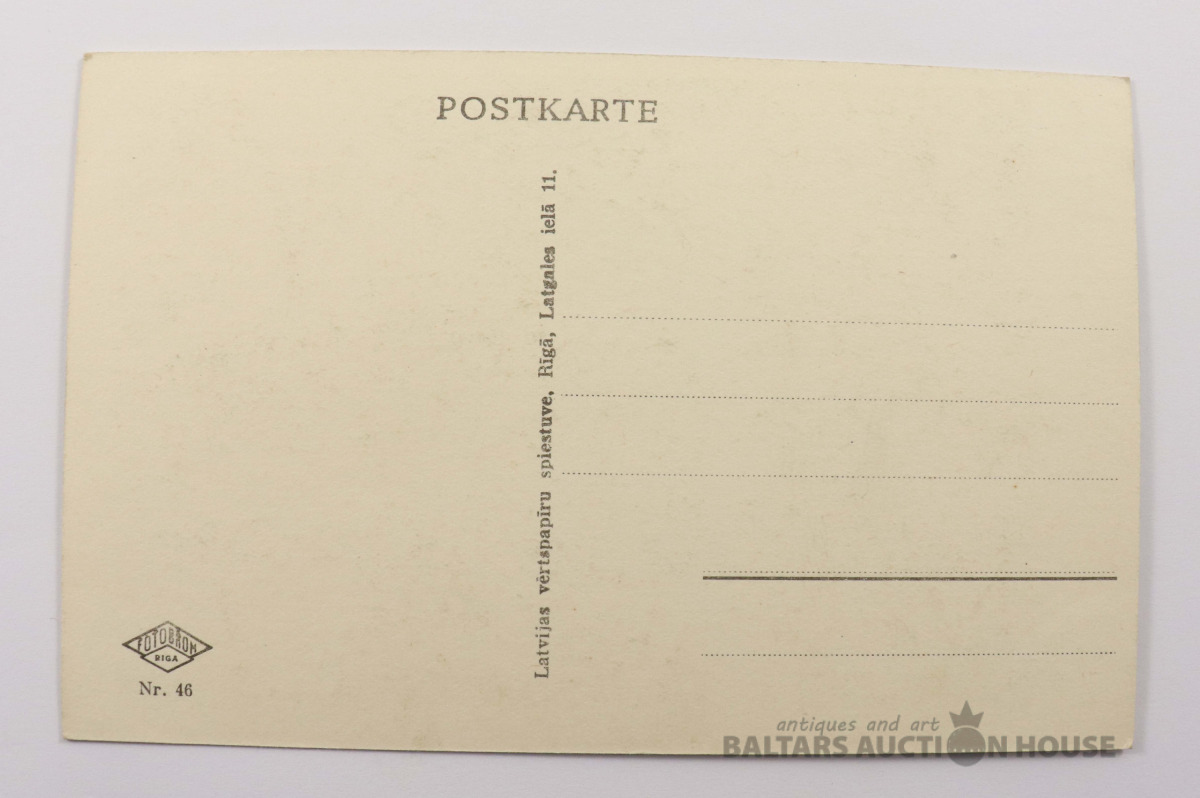 POSTKARTE
Latvijas vērtspapīru spiestuve, Rīgā, Latgales ielā 11.
FOTOBROM
RIGA
Nr. 46
antiques and art
BALTARS AUCTION HOUSE